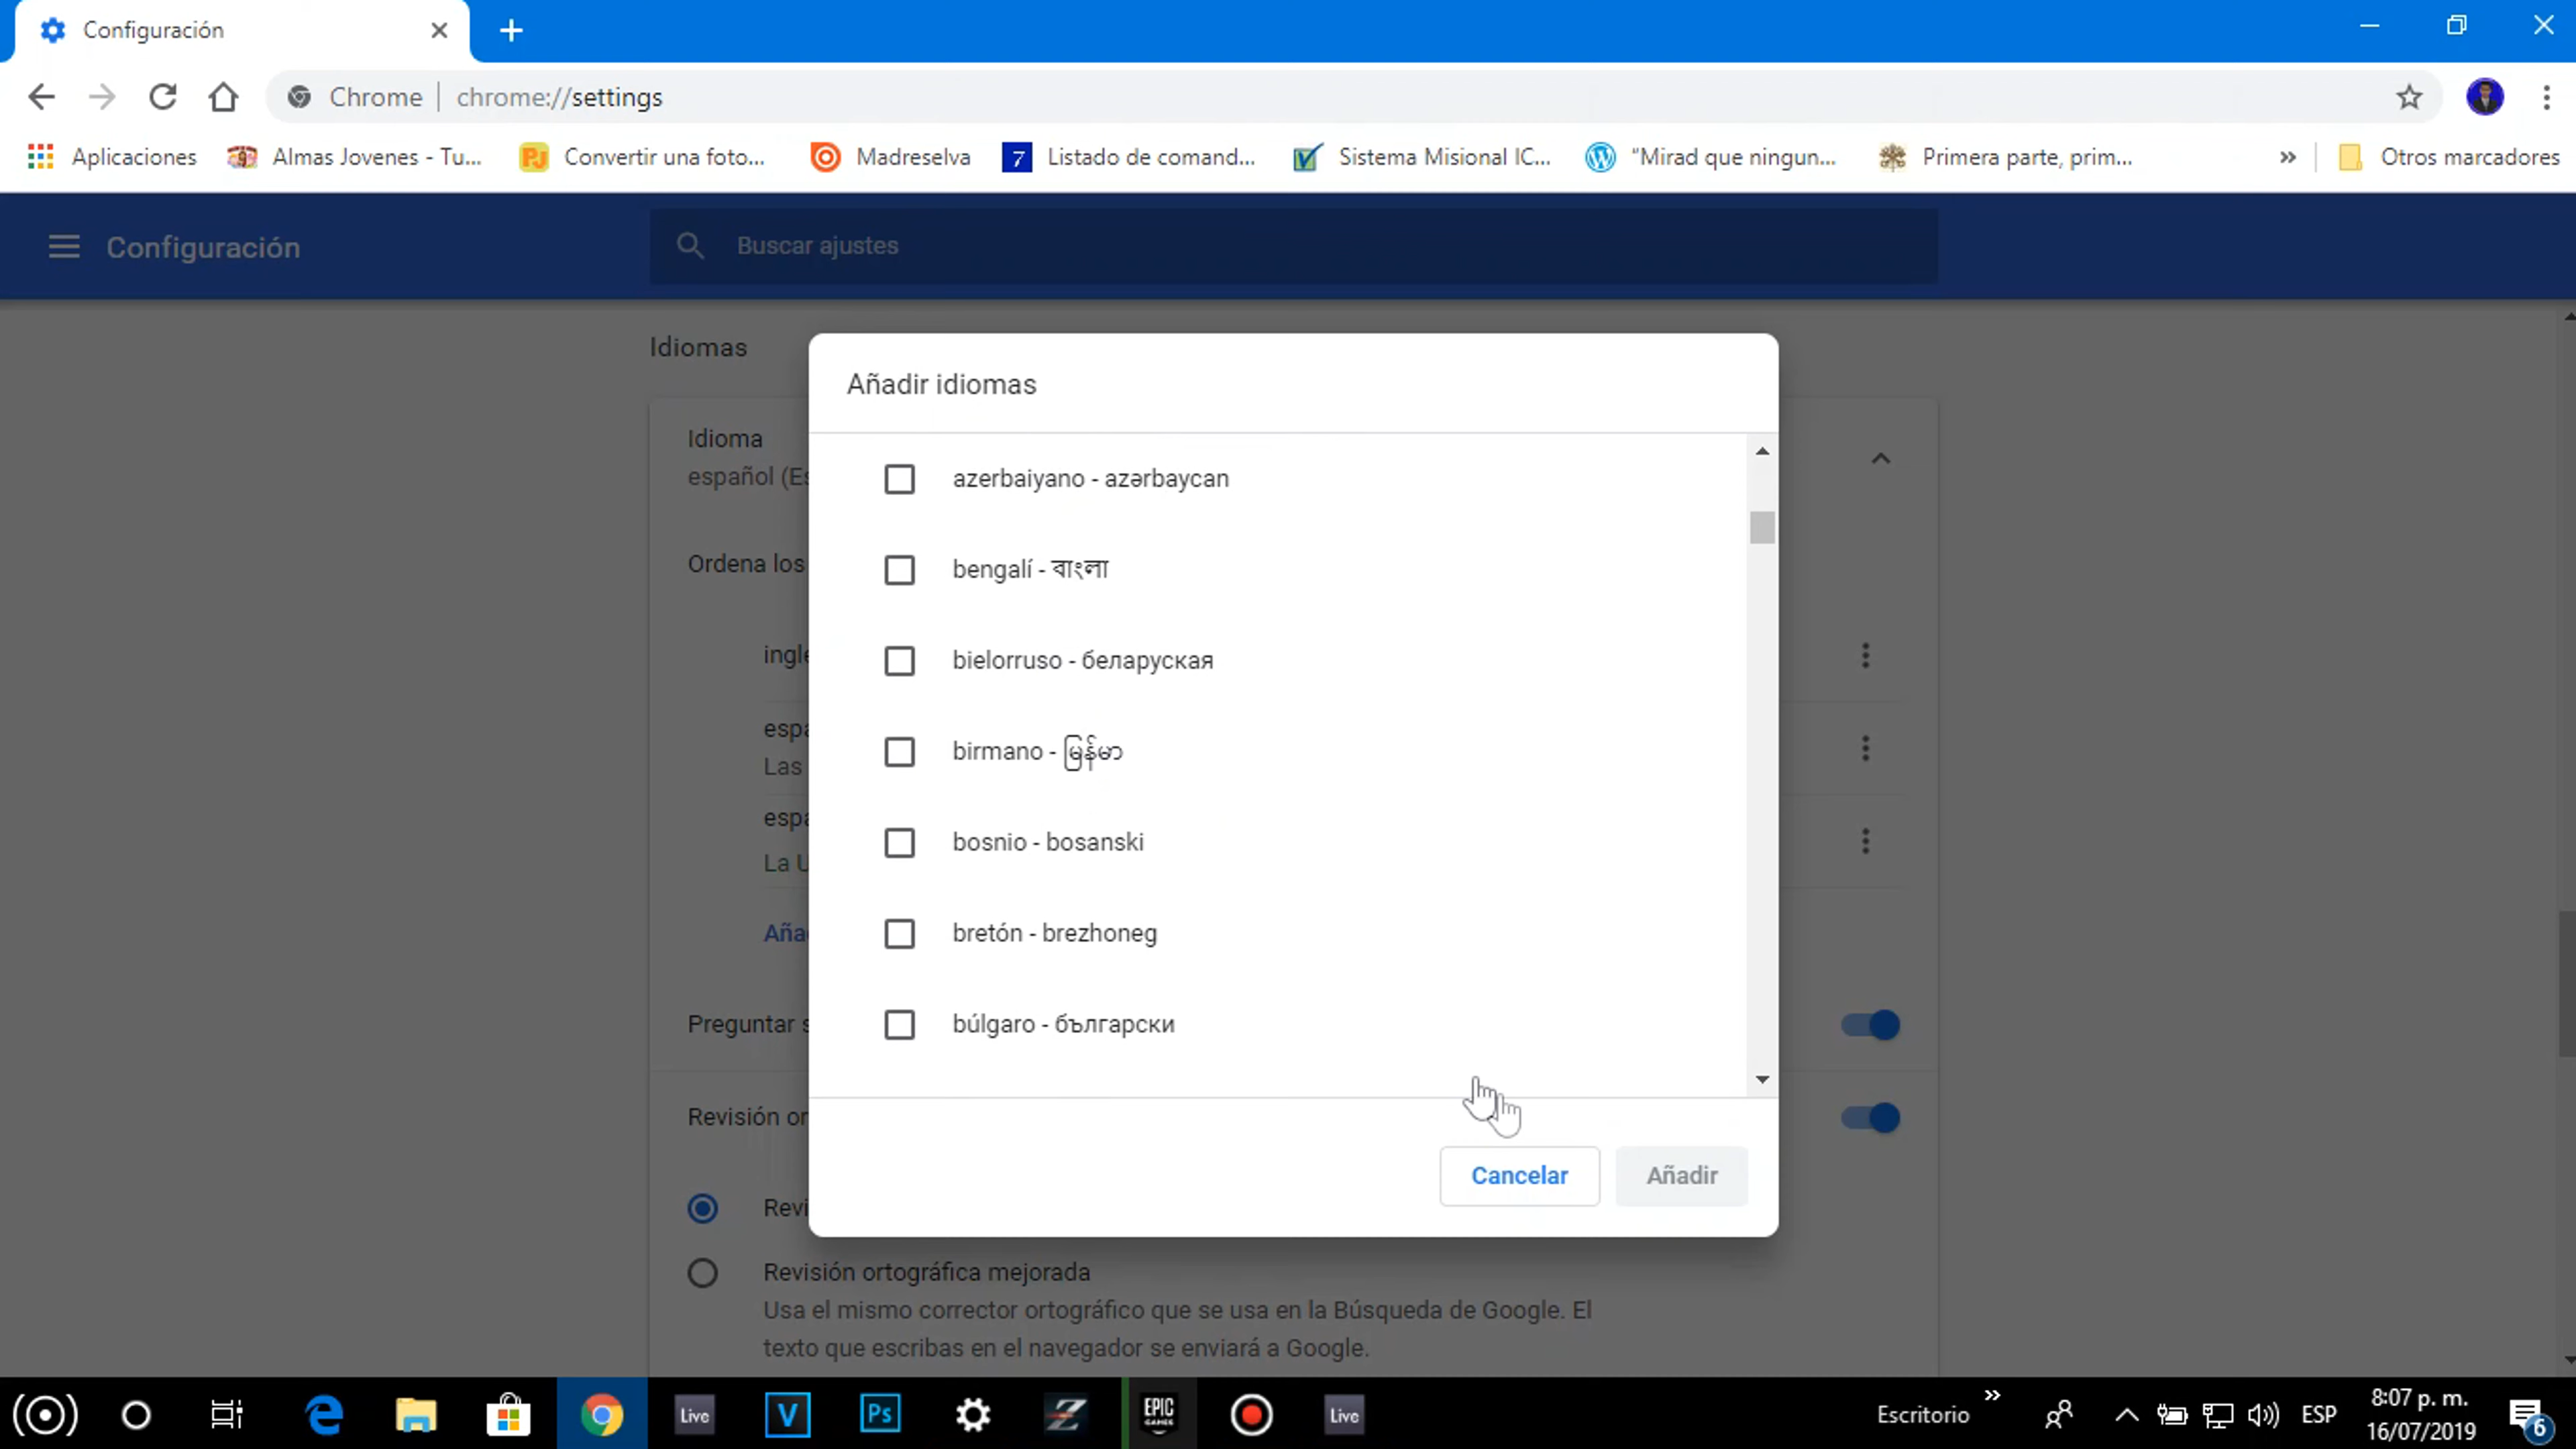 Configuración
Chrome | chrome://settings
Aplicaciones
Almas Jovenes - Tu...
Convertir una foto...
Madreselva
Listado de comand...
Sistema Misional IC...
“Mirad que ningun...
Primera parte, prim...
»
Otros marcadores
Configuración
Buscar ajustes
Idiomas
Añadir idiomas
Idioma
español (Es
azerbaiyano - azərbaycan
Ordena los
bengalí - বাংলা
ingle
bielorruso - беларуская
espa
Las
birmano - မြန်မာ
espa
La U
bosnio - bosanski
Aña
bretón - brezhoneg
Preguntar s
búlgaro - български
Revisión or
Cancelar
Añadir
Revi
Revisión ortográfica mejorada
Usa el mismo corrector ortográfico que se usa en la Búsqueda de Google. El
texto que escribas en el navegador se enviará a Google.
Live
V
Ps
EPIC
GAMES
Live
Escritorio
»
ESP
8:07 p. m.
16/07/2019
6